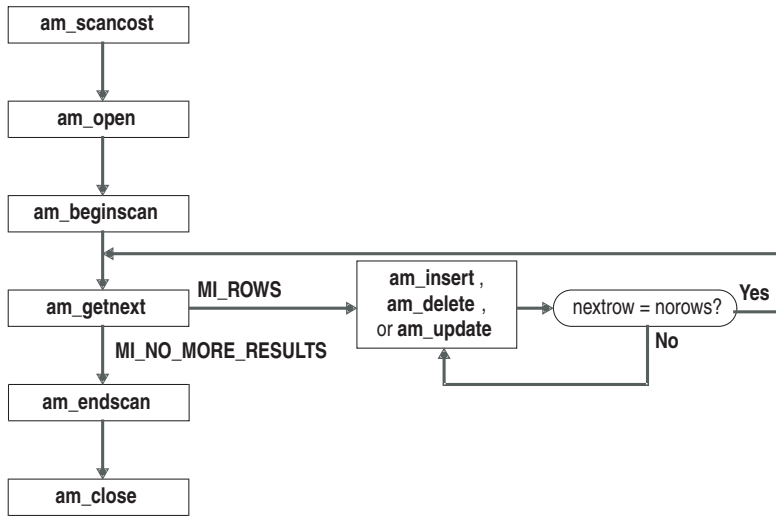 am_scancost
am_open
am_beginscan
am_getnext
MI_ROWS
am_insert ,
am_delete ,
or am_update
nextrow = norows?
Yes
No
MI_NO_MORE_RESULTS
am_endscan
am_close